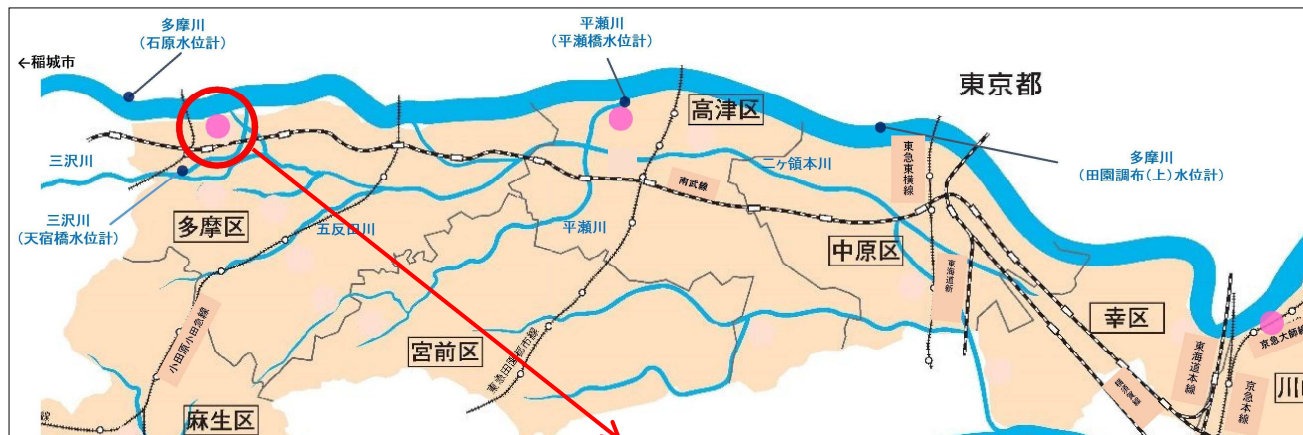 多摩川
(石原水位計)
平瀬川
(平瀬橋水位計)
←稲城市
東京都
高津区
三沢川
二ヶ領本川
東急東横線
多摩川
(田園調布(上)水位計)
南武線
三沢川
(天宿橋水位計)
多摩区
五反田川
平瀬川
中原区
東海道新
幸区
小田原小田急線
宮前区
東急田園都市線
京急大師線
東海道本線
横須賀線
京急本線
川
麻生区
線